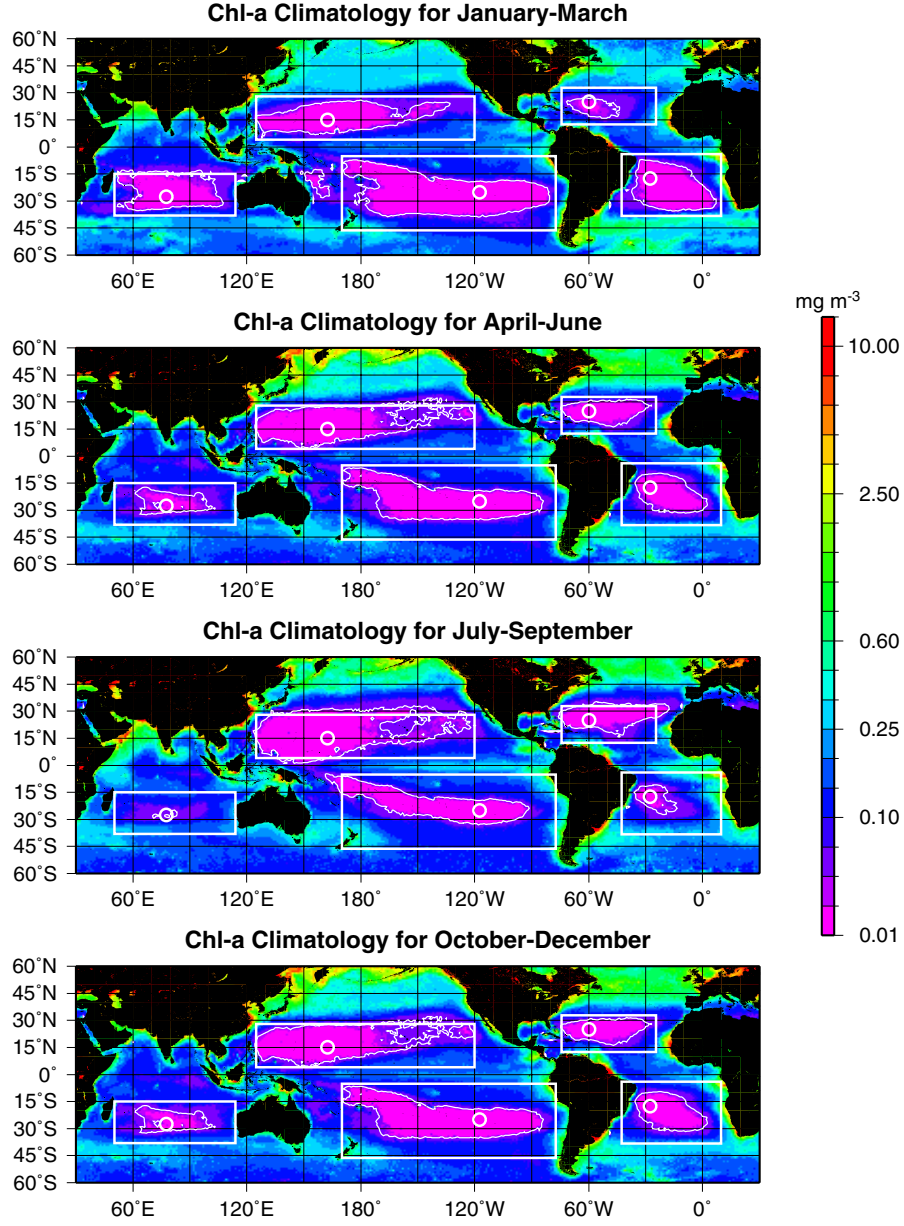 Chl-a Climatology for January-March
60˚N
45˚N
30˚N
15˚N
0˚
15˚S
30˚S
45˚S
60˚S
60˚E 120˚E 180˚ 120˚W 60˚W 0˚
Chl-a Climatology for April-June
60˚N
45˚N
30˚N
15˚N
0˚
15˚S
30˚S
45˚S
60˚S
60˚E 120˚E 180˚ 120˚W 60˚W 0˚
mg m-3
10.00
2.50
0.60
0.25
0.10
0.01
Chl-a Climatology for July-September
60˚N
45˚N
30˚N
15˚N
0˚
15˚S
30˚S
45˚S
60˚S
60˚E 120˚E 180˚ 120˚W 60˚W 0˚
Chl-a Climatology for October-December
60˚N
45˚N
30˚N
15˚N
0˚
15˚S
30˚S
45˚S
60˚S
60˚E 120˚E 180˚ 120˚W 60˚W 0˚